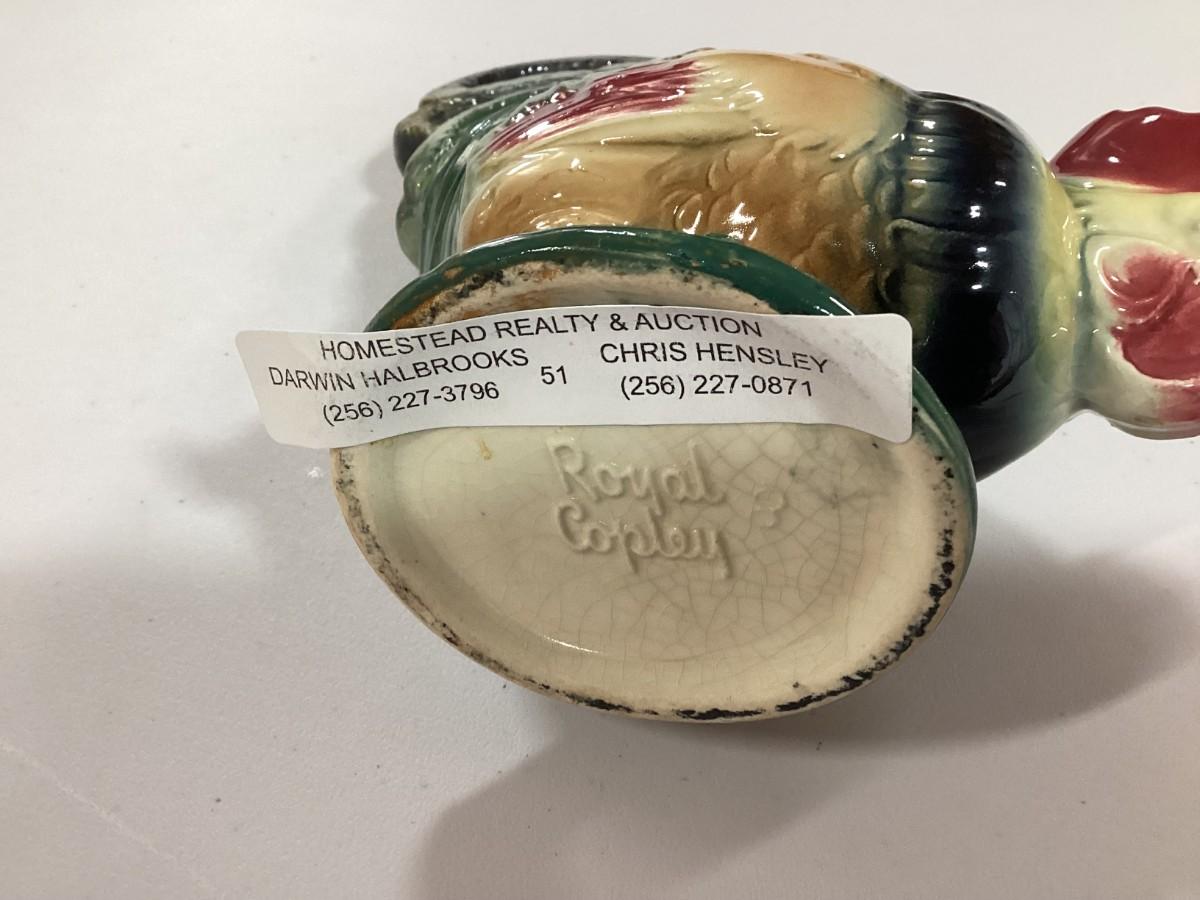 HOMESTEAD REALTY & AUCTION
DARWIN HALBROOKS 51 CHRIS HENSLEY
(256) 227-3796 (256) 227-0871
Royal
Copley